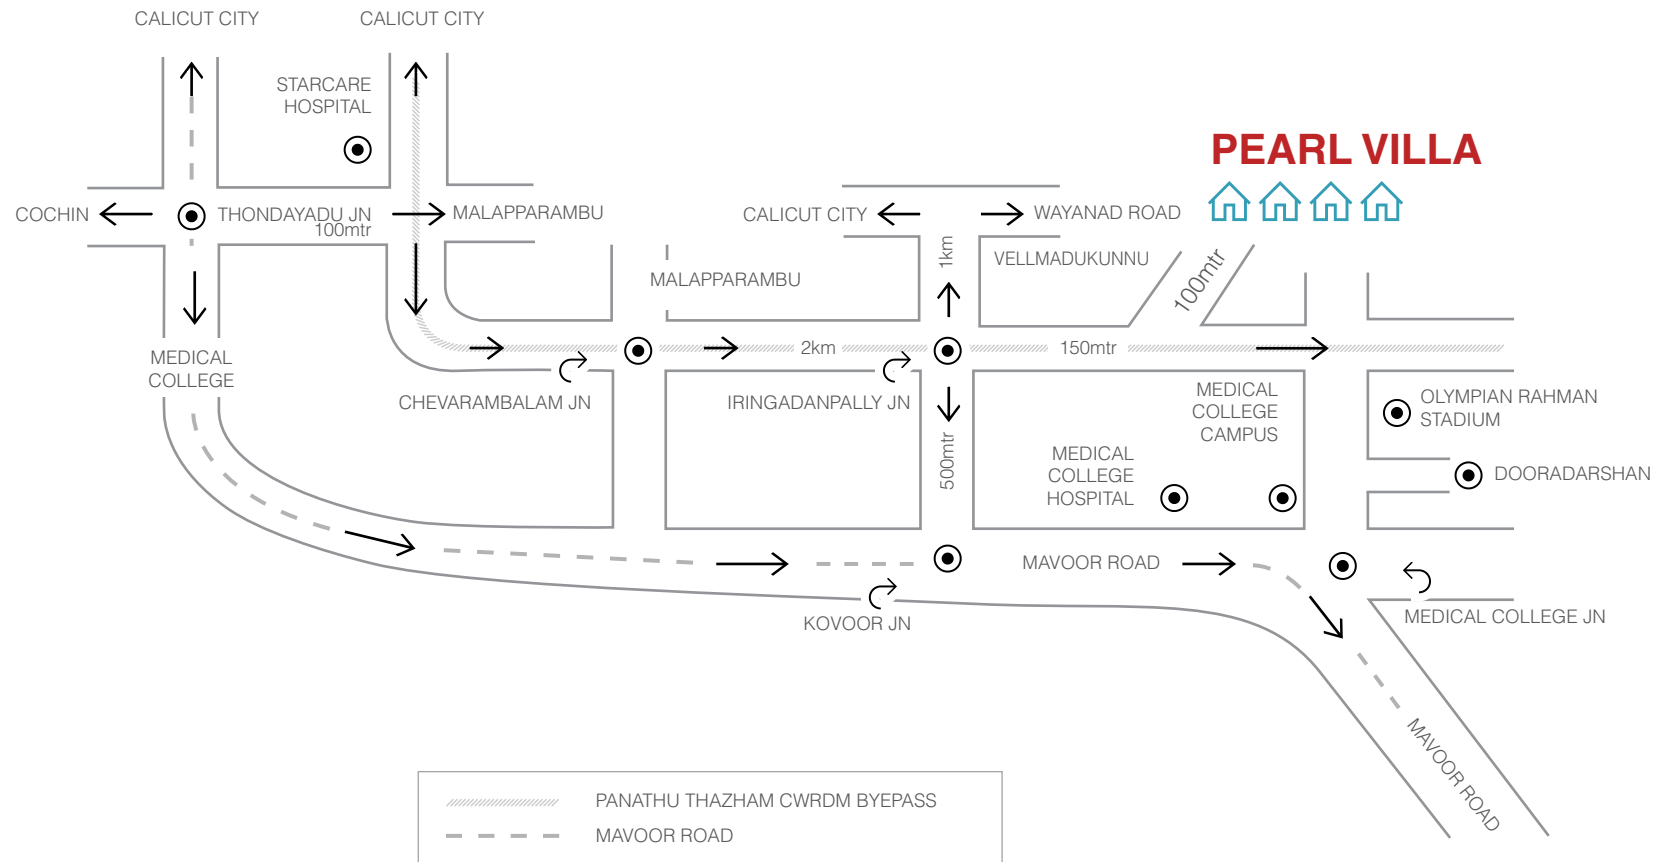 CALICUT CITY
CALICUT CITY
STARCARE
HOSPITAL
PEARL VILLA
COCHIN
THONDAYADU JN
100mtr
MALAPPARAMBU
CALICUT CITY
WAYANAD ROAD
1km
VELLMADUKUNNU
100mtr
MALAPPARAMBU
MEDICAL
COLLEGE
2km
150mtr
CHEVARAMBALAM JN
IRINGADANPALLY JN
500mtr
MEDICAL
COLLEGE
CAMPUS
OLYMPIAN RAHMAN
STADIUM
MEDICAL
COLLEGE
HOSPITAL
DOORADARSHAN
MAVOOR ROAD
KOVOOR JN
MEDICAL COLLEGE JN
MAVOOR ROAD
PANATHU THAZHAM CWRDM BYEPASS
MAVOOR ROAD